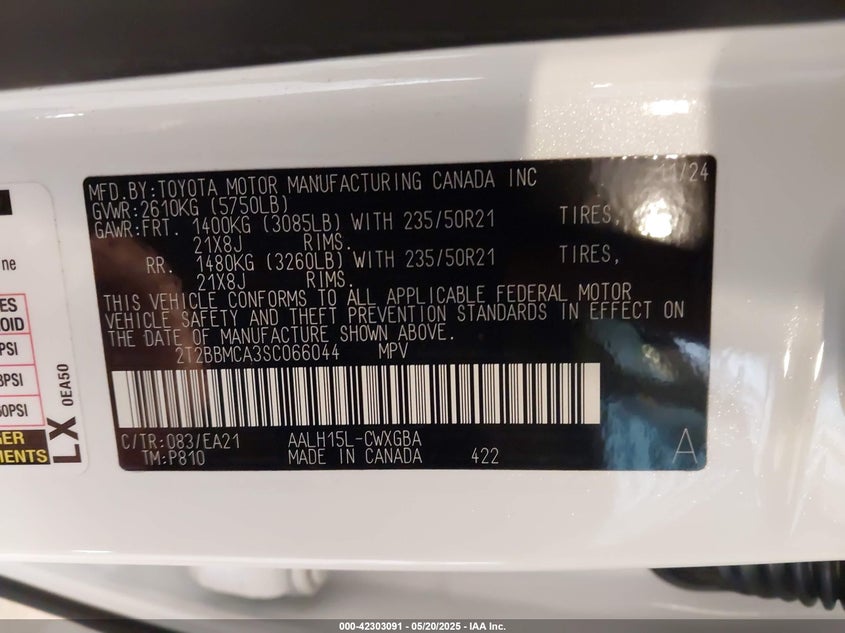 MFD.BY:TOYOTA MOTOR MANUFACTURING CANADA INC 11/24
GVWR:2610KG (5750LB)
GAWR:FRT. 1400KG (3085LB) WITH 235/50R21 TIRES,
21X8J RIMS.
RR. 1480KG (3260LB) WITH 235/50R21 TIRES,
21X8J RIMS.
THIS VEHICLE CONFORMS TO ALL APPLICABLE FEDERAL MOTOR
VEHICLE SAFETY AND THEFT PREVENTION STANDARDS IN EFFECT ON
THE DATE OF MANUFACTURE SHOWN ABOVE.
2T2BBMCA3SC066044 MPV
C/TR:083/EA21 AALH15L-CWXGBA A
TM:P810 MADE IN CANADA 422
PSI
LX 0EA50
000-42303091 - 05/20/2025 - IAA Inc.